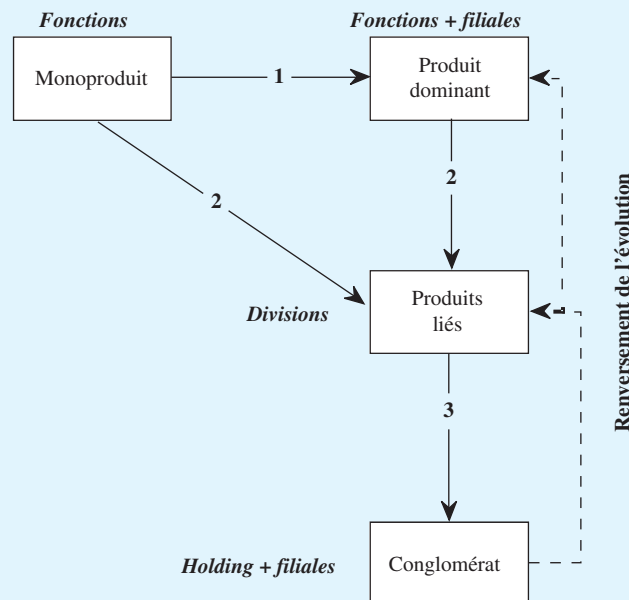 Fonctions
Fonctions + filiales
Monoproduit
1
Produit
dominant
2
2
Renversement de l’évolution
Divisions
Produits
liés
3
Holding + filiales
Conglomérat